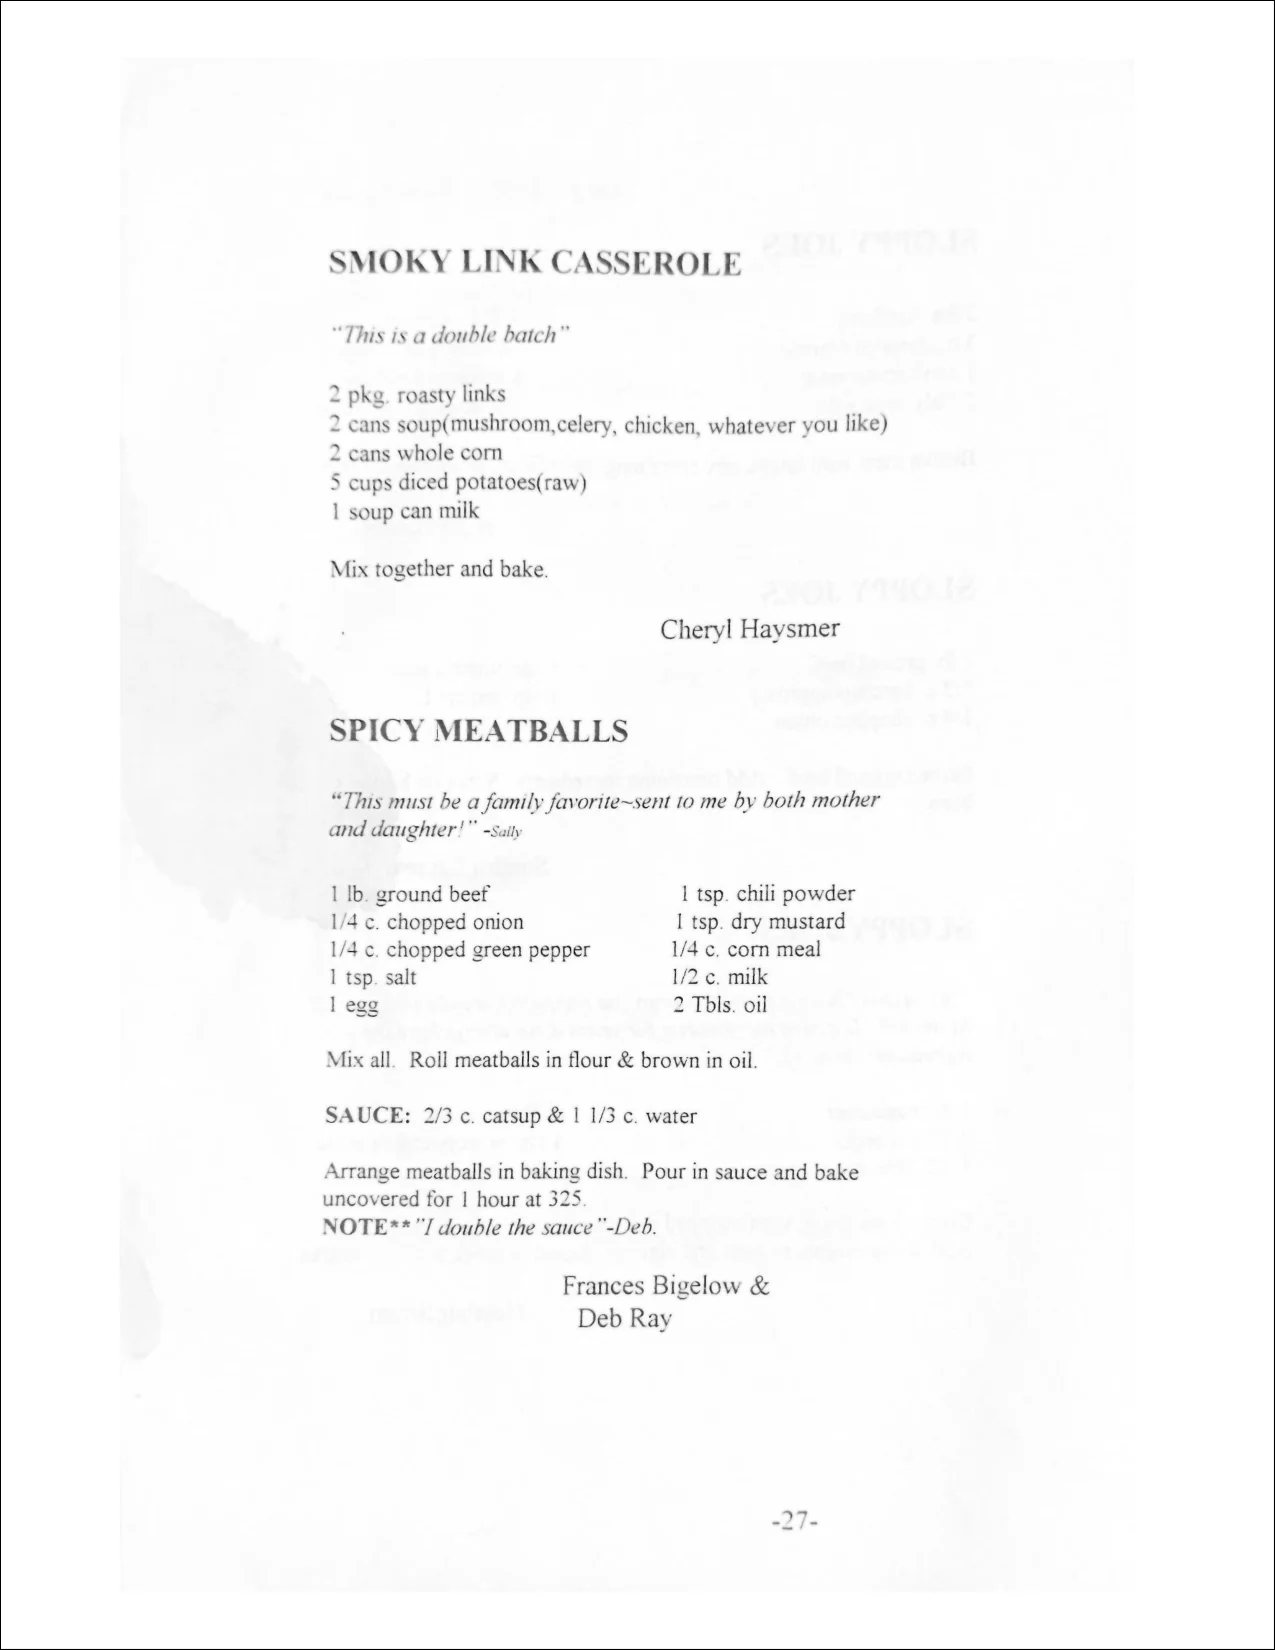 SMOKY LINK CASSEROLE
"This is a double batch"
2 pkg. roasty links
2 cans soup(mushroom,celery, chicken, whatever you like)
2 cans whole corn
5 cups diced potatoes(raw)
1 soup can milk
Mix together and bake.
Cheryl Haysmer
SPICY MEATBALLS
"This must be a family favorite~sent to me by both mother
and daughter!" -Sally
1 lb. ground beef 1 tsp. chili powder
1/4 c. chopped onion 1 tsp. dry mustard
1/4 c. chopped green pepper 1/4 c. corn meal
1 tsp. salt 1/2 c. milk
1 egg 2 Tbls. oil
Mix all. Roll meatballs in flour & brown in oil.
SAUCE: 2/3 c. catsup & 1 1/3 c. water
Arrange meatballs in baking dish. Pour in sauce and bake
uncovered for 1 hour at 325.
NOTE** "I double the sauce"-Deb.
Frances Bigelow &
Deb Ray
-27-